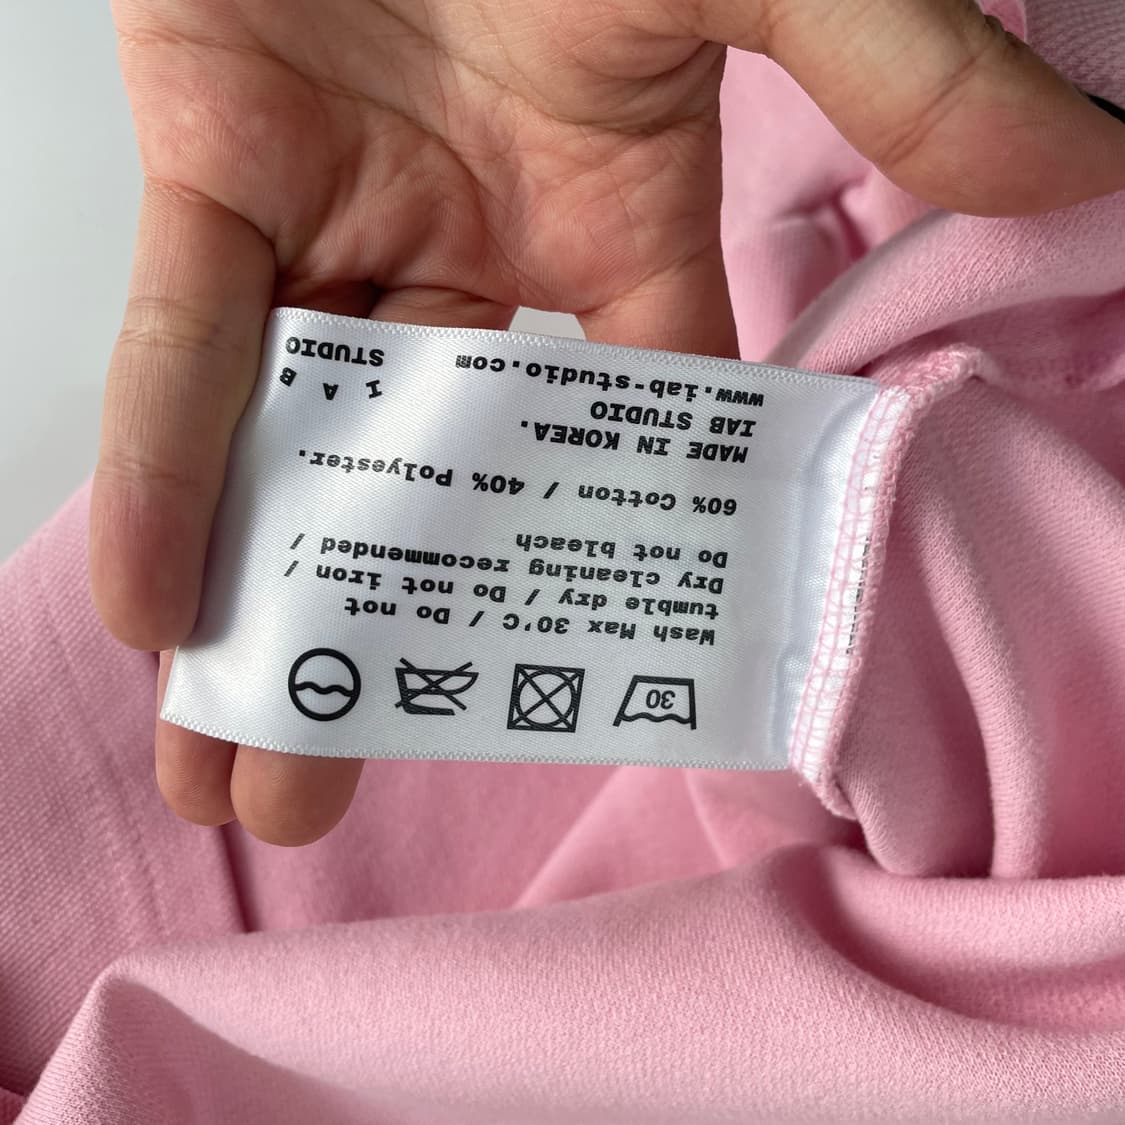 30
Wash Max 30'C / Do not
tumble dry / Do not iron /
Dry cleaning recommended /
Do not bleach
60% Cotton / 40% Polyester.
MADE IN KOREA.
IAB STUDIO
www.iab-studio.com
I A B
STUDIO